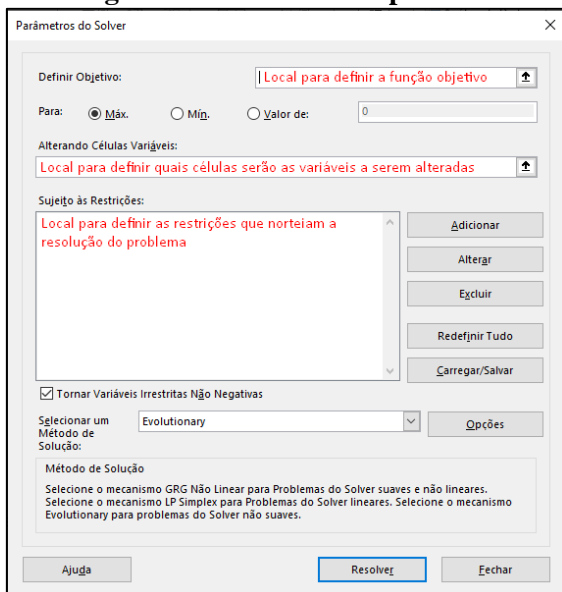 Parâmetros do Solver
Definir Objetivo:
Local para definir a função objetivo
Para:
Máx.
Mín.
Valor de:
0
Alterando Células Variáveis:
Local para definir quais células serão as variáveis a serem alteradas
Sujeito às Restrições:
Local para definir as restrições que norteiam a
resolução do problema
Adicionar
Alterar
Excluir
Redefinir Tudo
Carregar/Salvar
Tornar Variáveis Irrestritas Não Negativas
Selecionar um
Método de
Solução:
Evolutionary
Opções
Método de Solução
Selecione o mecanismo GRG Não Linear para Problemas do Solver suaves e não lineares.
Selecione o mecanismo LP Simplex para Problemas do Solver lineares. Selecione o mecanismo
Evolutionary para problemas do Solver não suaves.
Ajuda
Resolver
Fechar